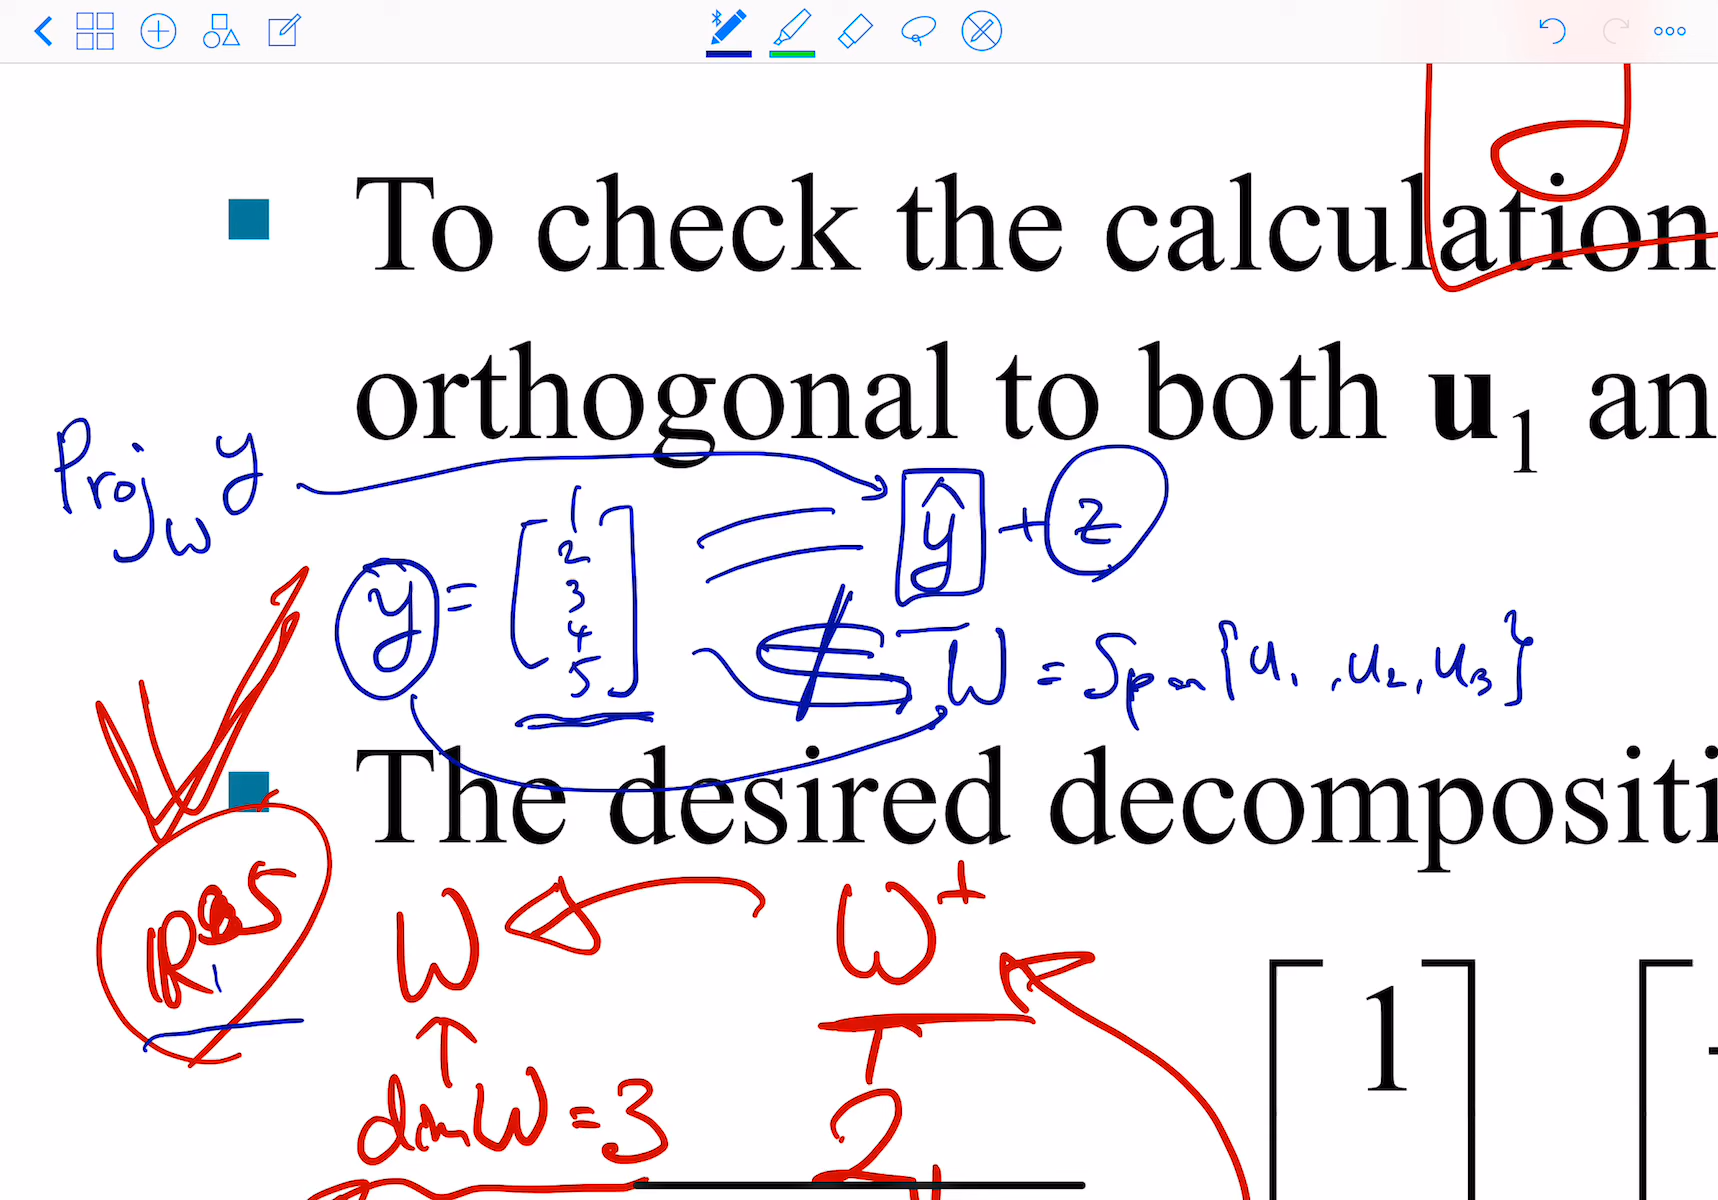 To check the calculation
orthogonal to both u₁ an
Proj_W y
y = [1 2 3 4 5] = ŷ + z
W = Span{u₁, u₂, u₃}
The desired decompositi
ℝ⁵
W W⊥
dim W = 3
2
1